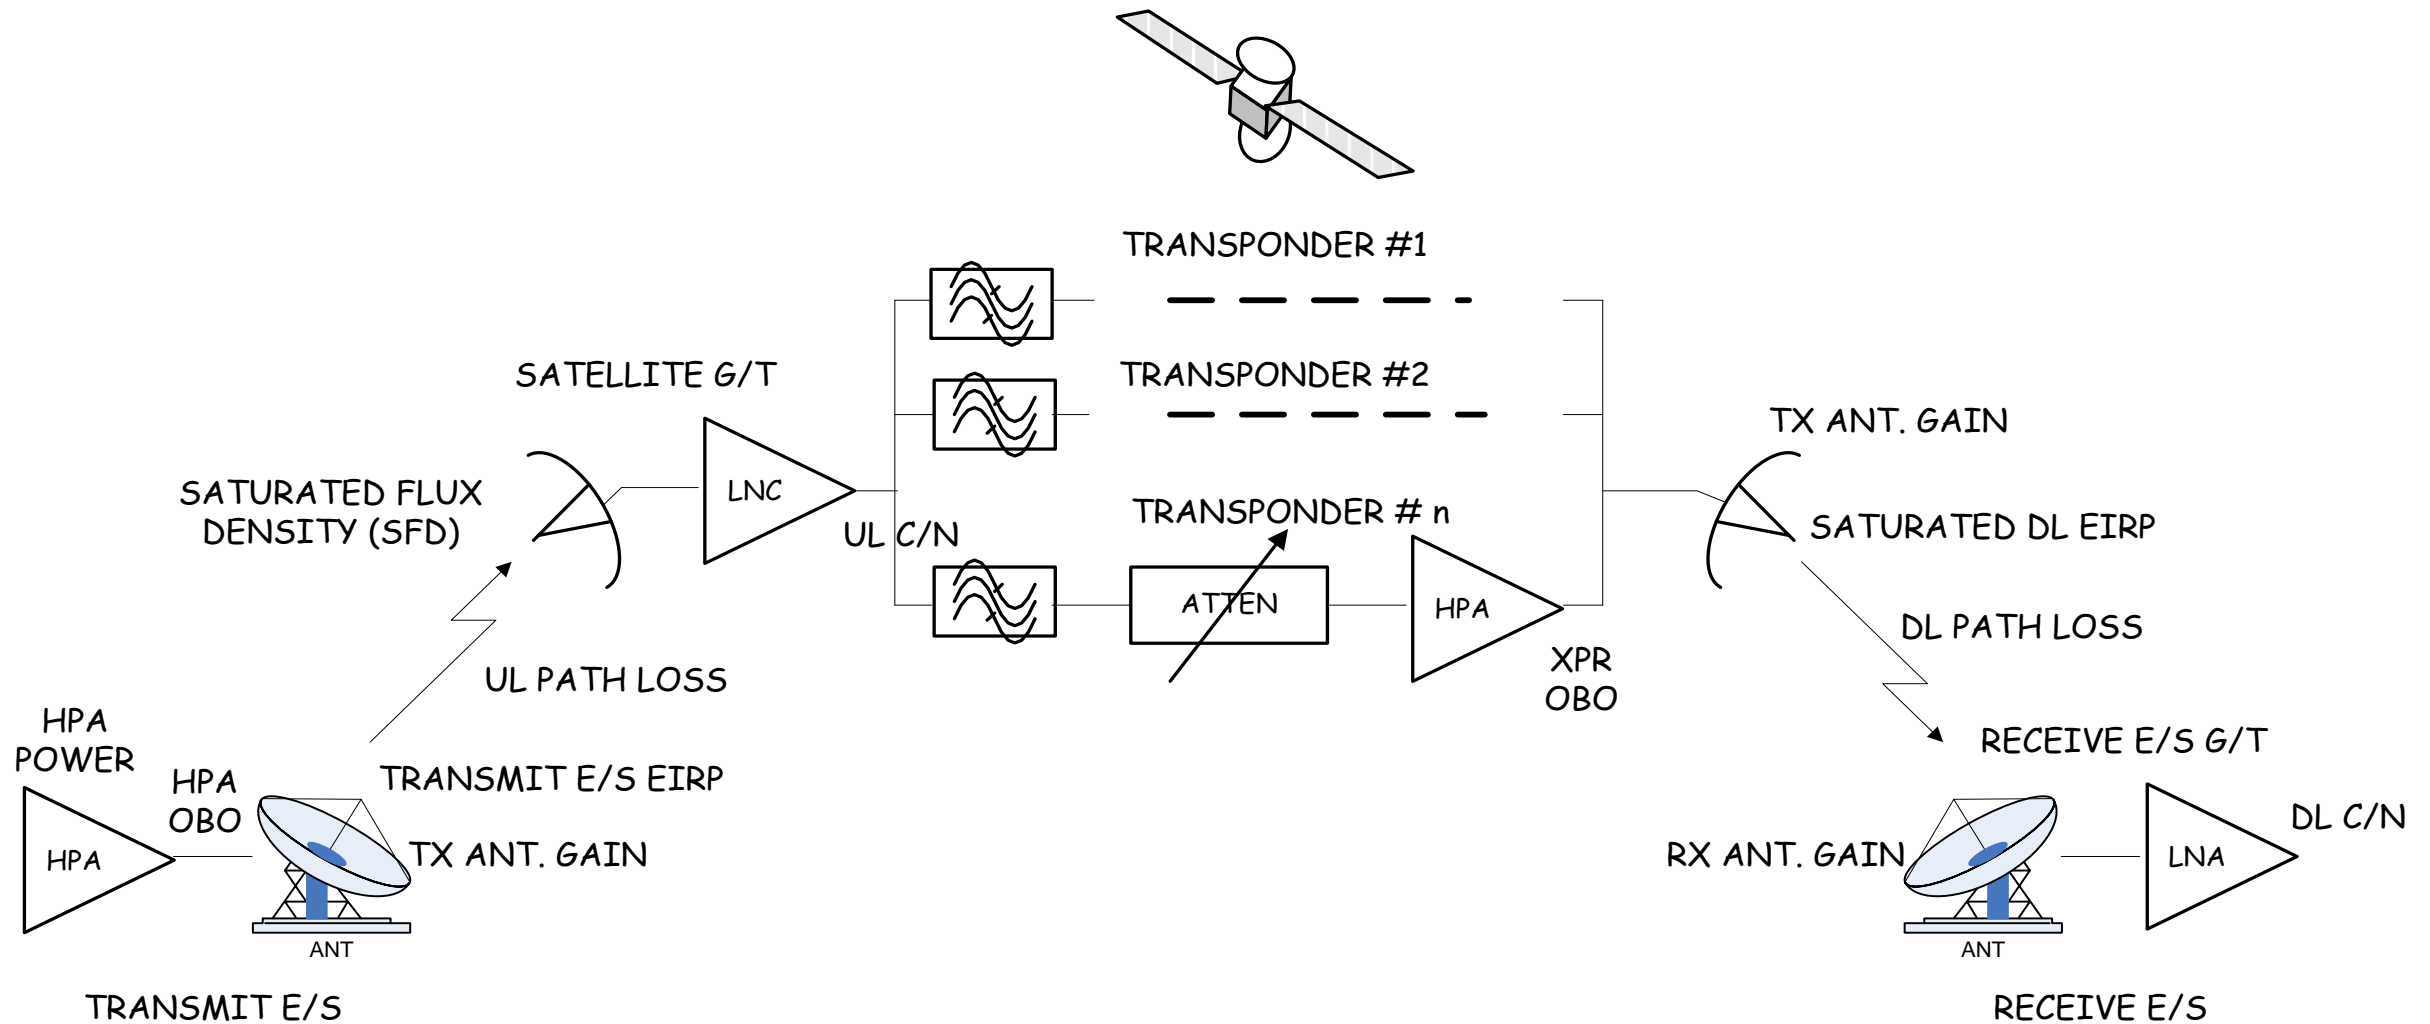 TRANSPONDER #1
SATELLITE G/T
TRANSPONDER #2
TX ANT. GAIN
SATURATED FLUX
DENSITY (SFD)
LNC
UL C/N
TRANSPONDER # n
SATURATED DL EIRP
ATTEN
HPA
XPR
OBO
DL PATH LOSS
UL PATH LOSS
HPA
POWER
HPA
OBO
TRANSMIT E/S EIRP
HPA
TX ANT. GAIN
ANT
TRANSMIT E/S
RECEIVE E/S G/T
RX ANT. GAIN
LNA
DL C/N
ANT
RECEIVE E/S